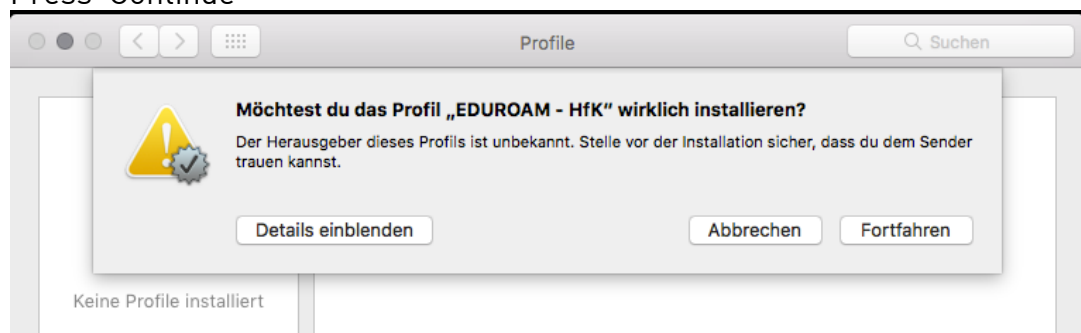 Press "Continue"
Profile
Suchen
Möchtest du das Profil „EDUROAM - HfK“ wirklich installieren?
Der Herausgeber dieses Profils ist unbekannt. Stelle vor der Installation sicher, dass du dem Sender
trauen kannst.
Details einblenden
Abbrechen
Fortfahren
Keine Profile installiert